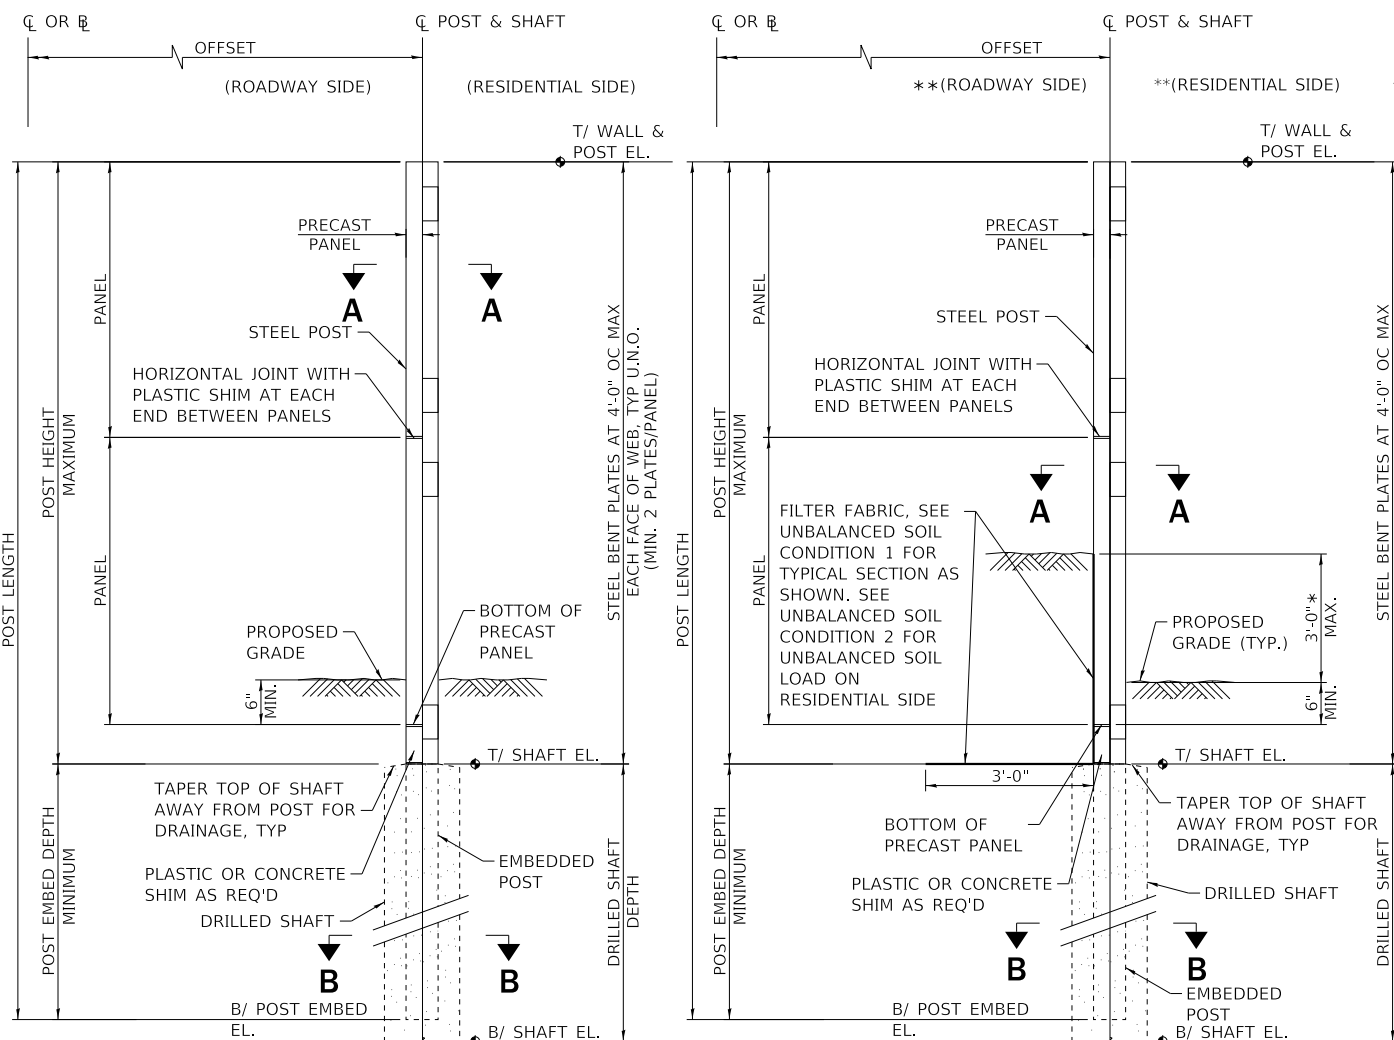 ℄ OR B̵L
OFFSET
(ROADWAY SIDE)
℄ POST & SHAFT
(RESIDENTIAL SIDE)
T/ WALL &
POST EL.
PRECAST
PANEL
A
A
PANEL
STEEL POST
HORIZONTAL JOINT WITH
PLASTIC SHIM AT EACH
END BETWEEN PANELS
POST HEIGHT
MAXIMUM
POST LENGTH
PANEL
STEEL BENT PLATES AT 4'-0" OC MAX
EACH FACE OF WEB, TYP U.N.O.
(MIN. 2 PLATES/PANEL)
BOTTOM OF
PRECAST
PANEL
PROPOSED
GRADE
6"
MIN.
T/ SHAFT EL.
TAPER TOP OF SHAFT
AWAY FROM POST FOR
DRAINAGE, TYP
POST EMBED DEPTH
MINIMUM
PLASTIC OR CONCRETE
SHIM AS REQ'D
EMBEDDED
POST
DRILLED SHAFT
DRILLED SHAFT
DEPTH
B
B
B/ POST EMBED
EL.
B/ SHAFT EL.
℄ OR B̵L
OFFSET
**(ROADWAY SIDE)
℄ POST & SHAFT
**(RESIDENTIAL SIDE)
T/ WALL &
POST EL.
PRECAST
PANEL
PANEL
STEEL POST
HORIZONTAL JOINT WITH
PLASTIC SHIM AT EACH
END BETWEEN PANELS
POST HEIGHT
MAXIMUM
POST LENGTH
PANEL
A
A
STEEL BENT PLATES AT 4'-0" OC MAX
FILTER FABRIC, SEE
UNBALANCED SOIL
CONDITION 1 FOR
TYPICAL SECTION AS
SHOWN. SEE
UNBALANCED SOIL
CONDITION 2 FOR
UNBALANCED SOIL
LOAD ON
RESIDENTIAL SIDE
3'-0"*
MAX.
PROPOSED
GRADE (TYP.)
6"
MIN.
T/ SHAFT EL.
3'-0"
TAPER TOP OF SHAFT
AWAY FROM POST FOR
DRAINAGE, TYP
BOTTOM OF
PRECAST PANEL
POST EMBED DEPTH
MINIMUM
PLASTIC OR CONCRETE
SHIM AS REQ'D
DRILLED SHAFT
DRILLED SHAFT
B
B
EMBEDDED
POST
B/ POST EMBED
EL.
B/ SHAFT EL.